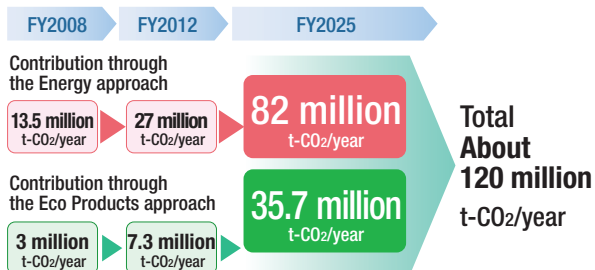 FY2008 FY2012 FY2025
Contribution through
the Energy approach
13.5 million
t-CO2/year
27 million
t-CO2/year
82 million
t-CO2/year
Contribution through
the Eco Products approach
3 million
t-CO2/year
7.3 million
t-CO2/year
35.7 million
t-CO2/year
Total
About
120 million
t-CO2/year